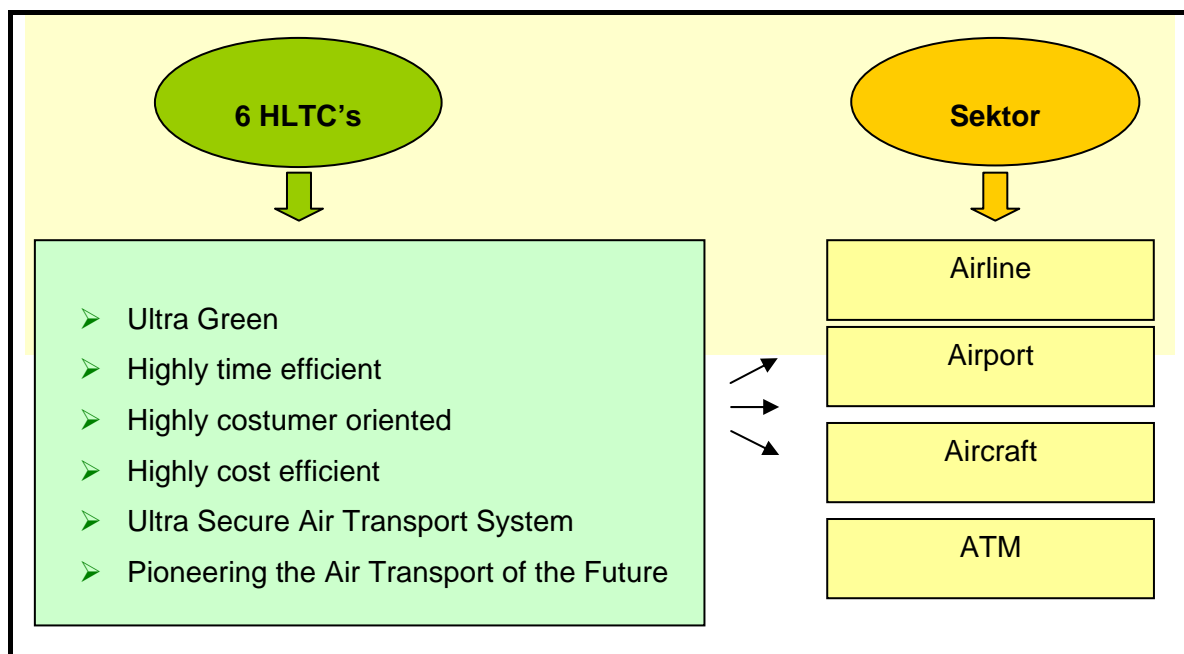 6 HLTC's
Sektor
Ultra Green
Highly time efficient
Highly costumer oriented
Highly cost efficient
Ultra Secure Air Transport System
Pioneering the Air Transport of the Future
Airline
Airport
Aircraft
ATM